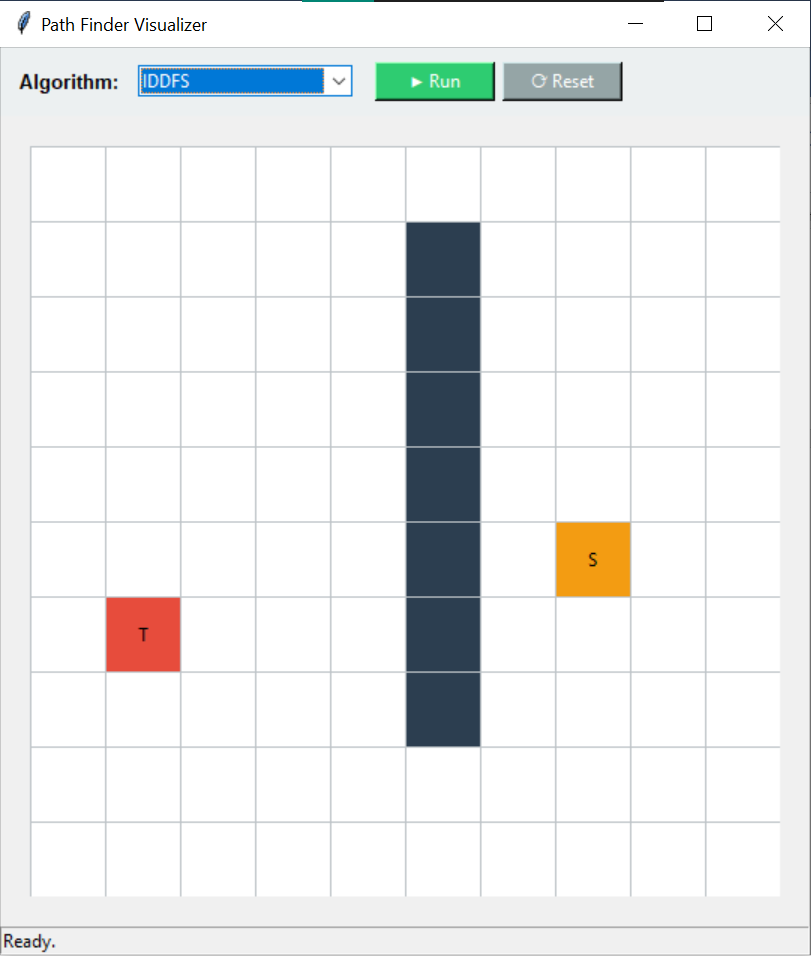 Path Finder Visualizer
Algorithm: IDDFS ► Run ⟳ Reset
S
T
Ready.